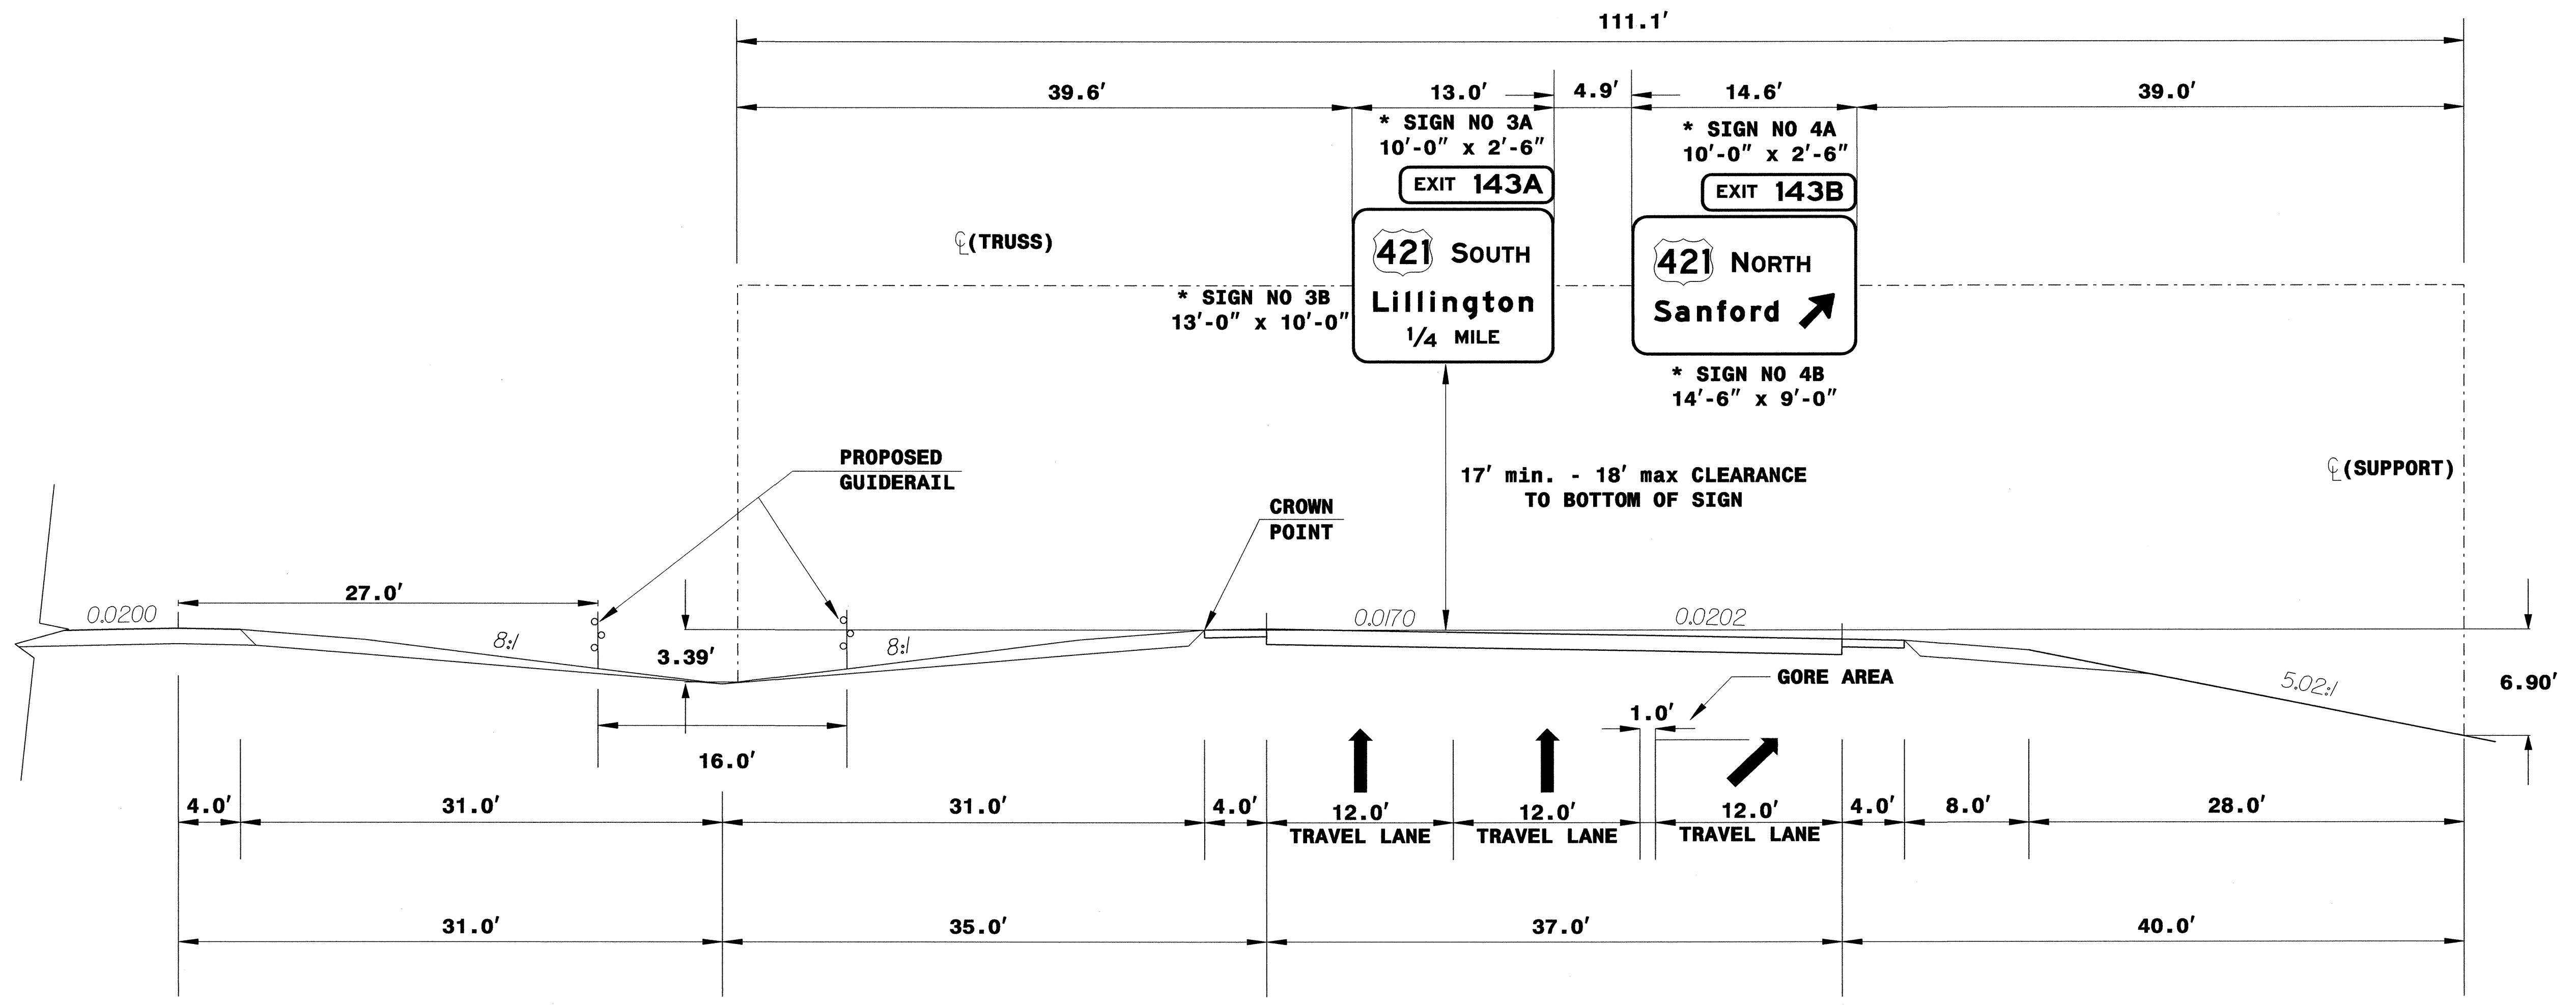 111.1'
39.6'
13.0'
4.9'
14.6'
39.0'
* SIGN NO 3A
10'-0" x 2'-6"
* SIGN NO 4A
10'-0" x 2'-6"
EXIT 143A
EXIT 143B
℄(TRUSS)
421 SOUTH
Lillington
1/4 MILE
421 NORTH
Sanford
* SIGN NO 3B
13'-0" x 10'-0"
* SIGN NO 4B
14'-6" x 9'-0"
PROPOSED
GUIDERAIL
17' min. - 18' max CLEARANCE
TO BOTTOM OF SIGN
℄(SUPPORT)
CROWN
POINT
27.0'
0.0200
8:1
3.39'
8:1
0.0170
0.0202
GORE AREA
5.02:1
6.90'
1.0'
16.0'
4.0'
31.0'
31.0'
4.0'
12.0'
TRAVEL LANE
12.0'
TRAVEL LANE
12.0'
TRAVEL LANE
4.0'
8.0'
28.0'
31.0'
35.0'
37.0'
40.0'